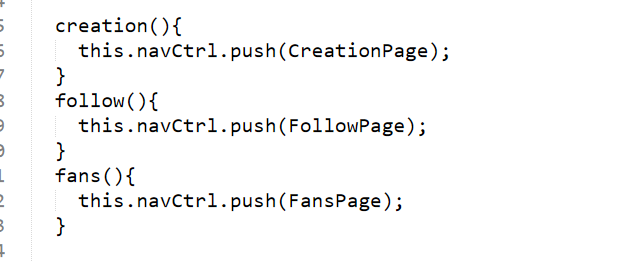 creation(){
this.navCtrl.push(CreationPage);
}
follow(){
this.navCtrl.push(FollowPage);
}
fans(){
this.navCtrl.push(FansPage);
}